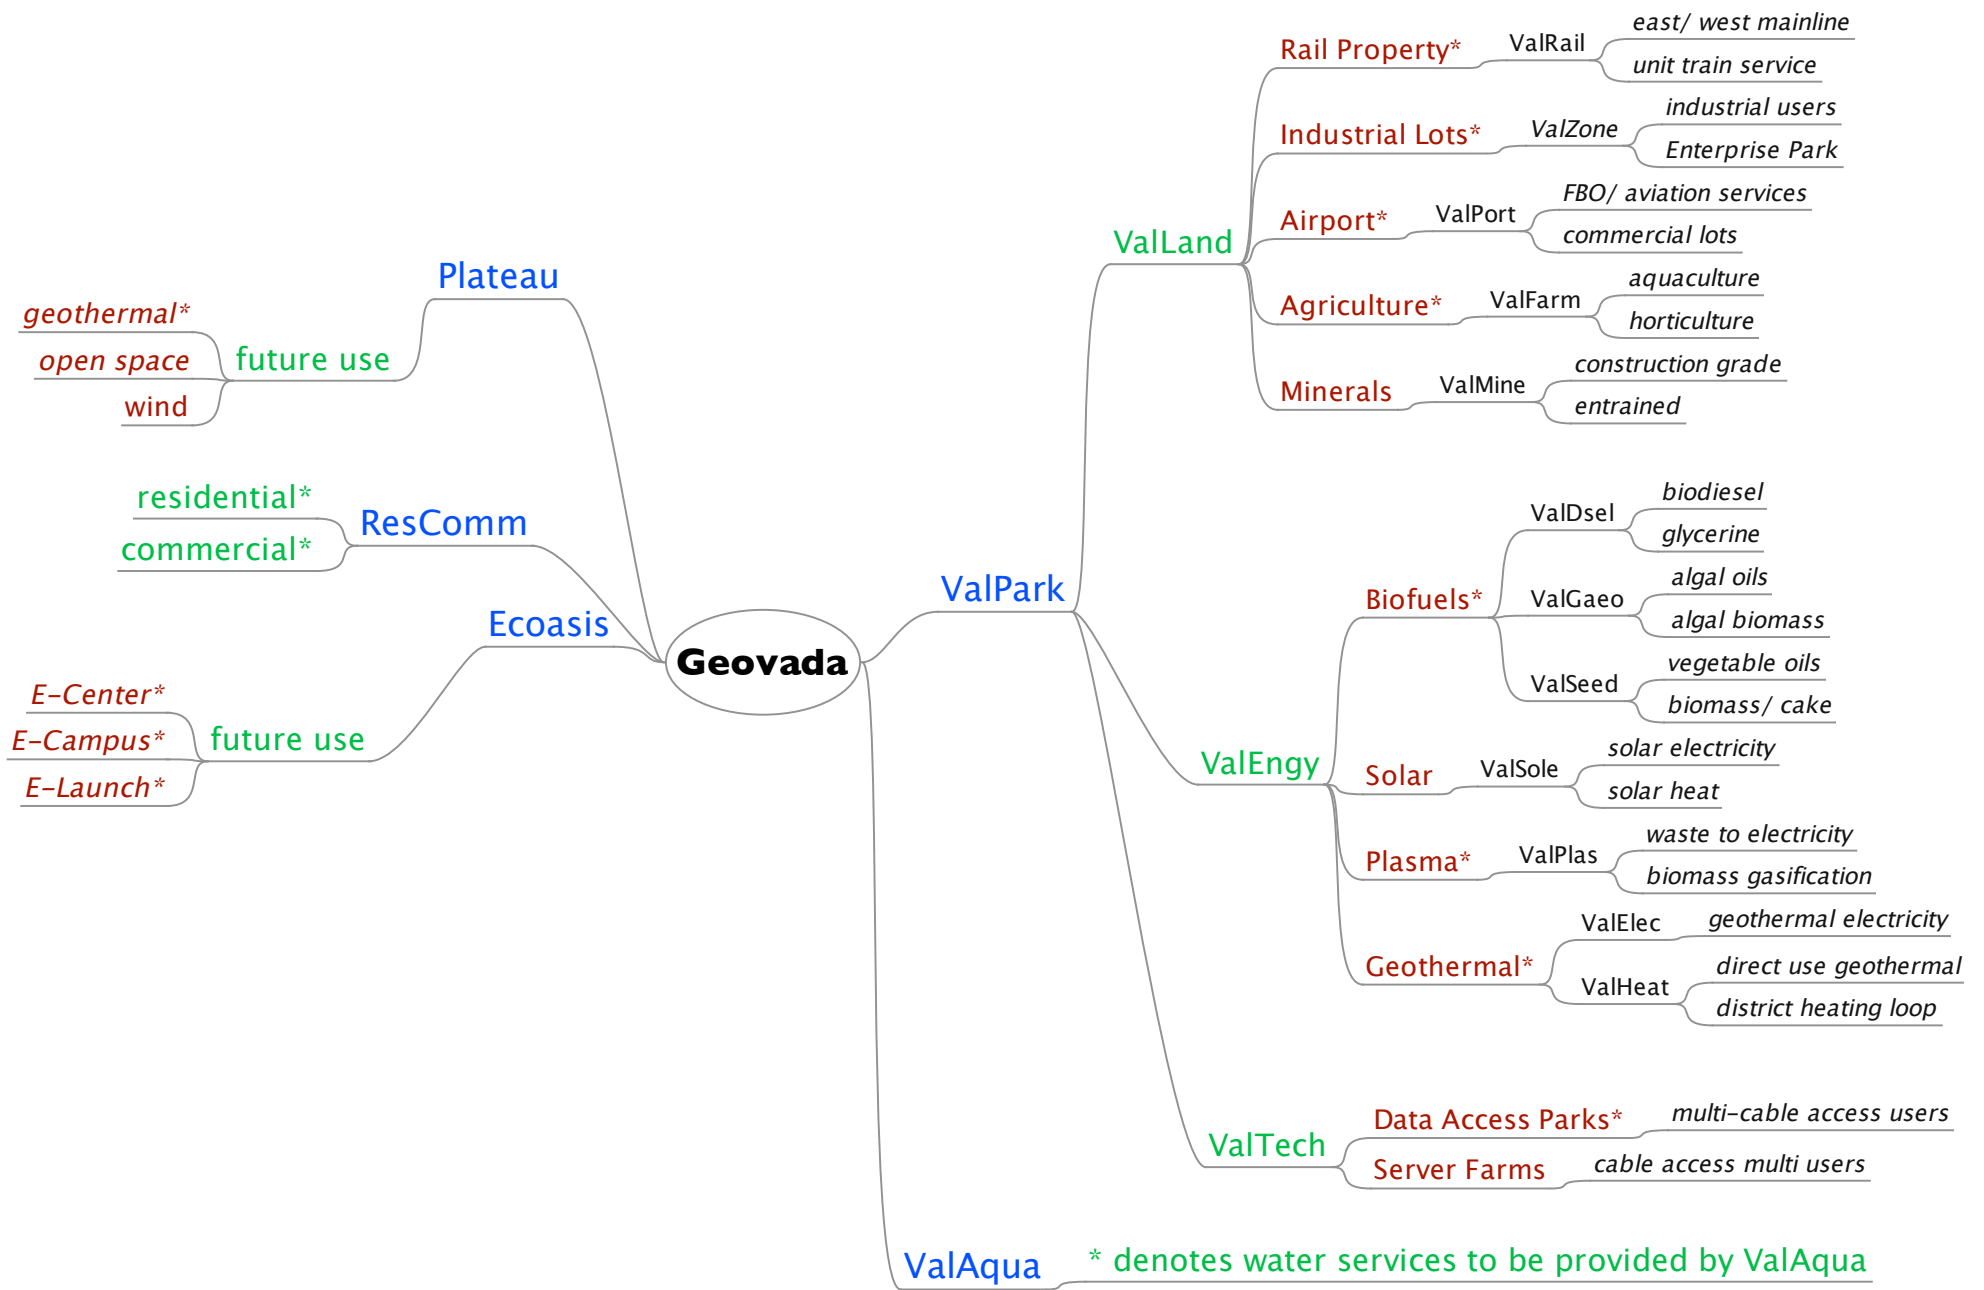 Geovada
Plateau
future use
geothermal*
open space
wind
ResComm
residential*
commercial*
Ecoasis
future use
E-Center*
E-Campus*
E-Launch*
ValPark
ValLand
Rail Property*
ValRail
east/ west mainline
unit train service
Industrial Lots*
ValZone
industrial users
Enterprise Park
Airport*
ValPort
FBO/ aviation services
commercial lots
Agriculture*
ValFarm
aquaculture
horticulture
Minerals
ValMine
construction grade
entrained
ValEngy
Biofuels*
ValDsel
biodiesel
glycerine
ValGaeo
algal oils
algal biomass
ValSeed
vegetable oils
biomass/ cake
Solar
ValSole
solar electricity
solar heat
Plasma*
ValPlas
waste to electricity
biomass gasification
Geothermal*
ValElec
geothermal electricity
ValHeat
direct use geothermal
district heating loop
ValTech
Data Access Parks*
multi-cable access users
Server Farms
cable access multi users
ValAqua
* denotes water services to be provided by ValAqua